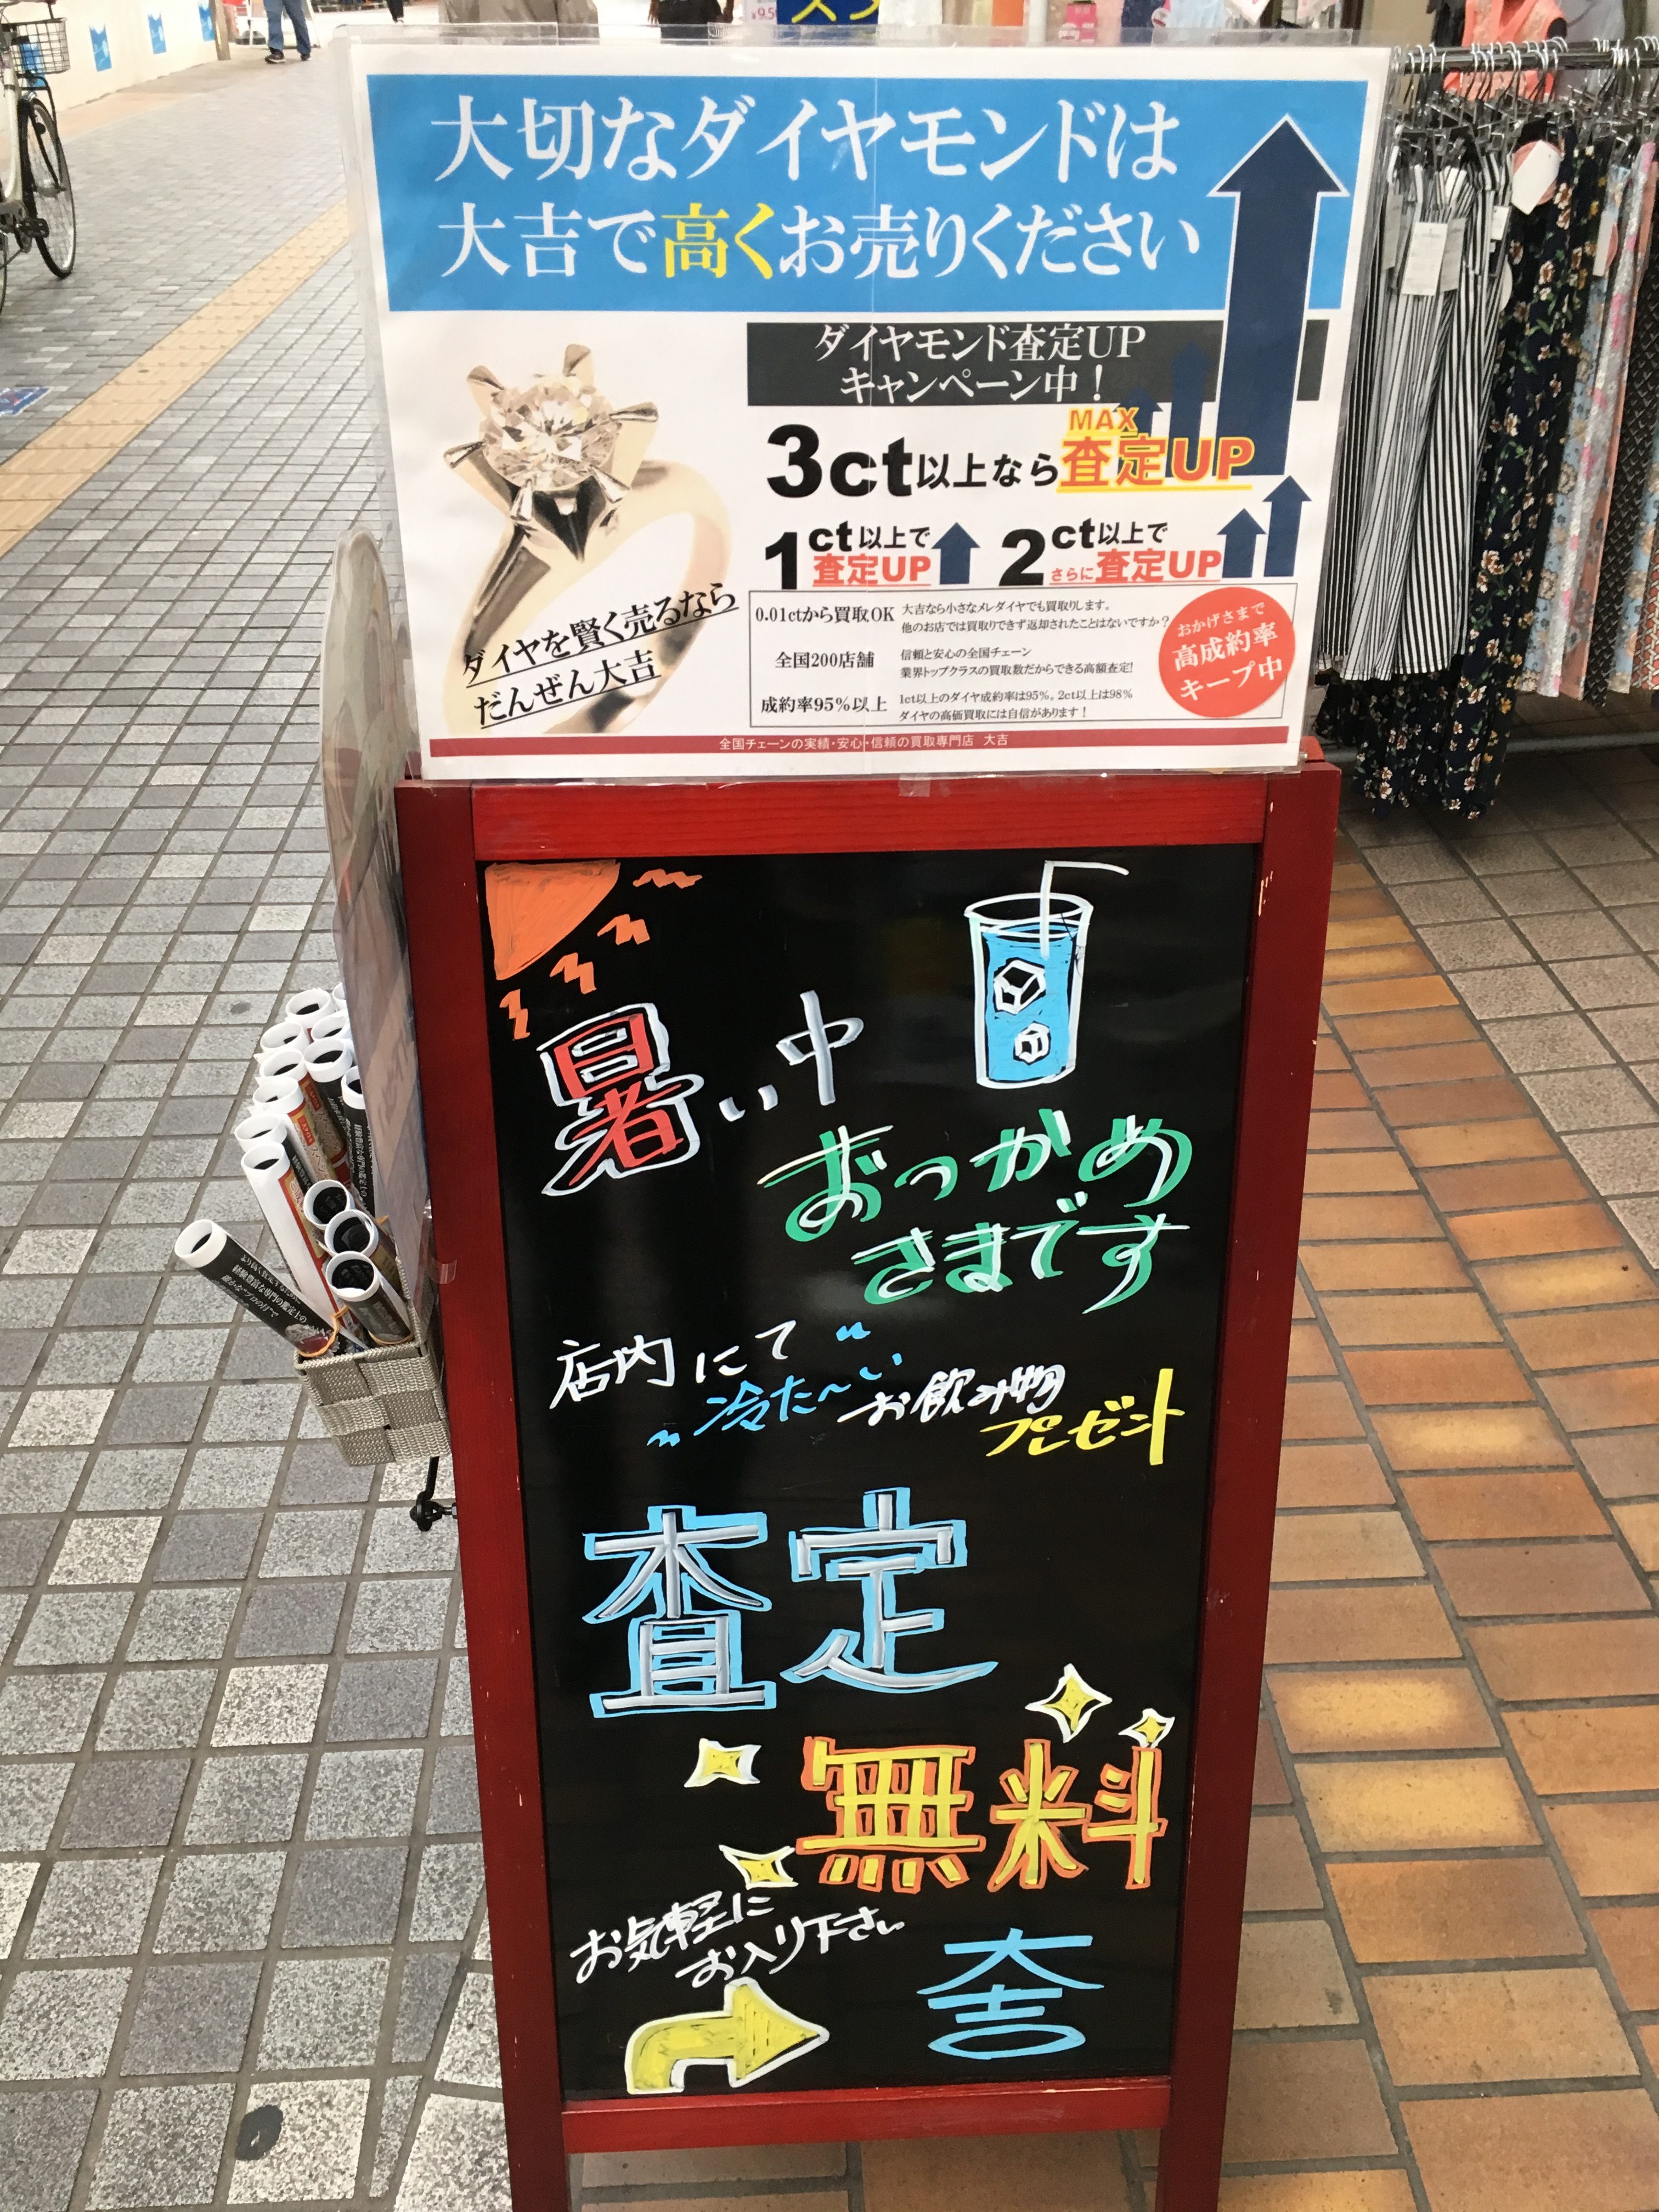 大切なダイヤモンドは
大吉で高くお売りください
ダイヤモンド査定UP
キャンペーン中！
MAX
3ct以上なら査定UP
1ct以上で
査定UP
2ct以上で
さらに査定UP
ダイヤを賢く売るなら
だんぜん大吉
0.01ctから買取OK
大吉なら小さなメレダイヤでも買取りします。
他のお店では買取りできず返却されたことはないですか？
全国200店舗
信頼と安心の全国チェーン
業界トップクラスの買取数だからできる高額査定!
成約率95%以上
1ct以上のダイヤ成約率は95%。2ct以上は98%
ダイヤの高価買取には自信があります！
おかげさまで
高成約率
キープ中
全国チェーンの実績・安心・信頼の買取専門店 大吉
暑い中
おつかれ
さまです
店内にて
冷た〜い お飲み物
プレゼント
査定
無料
お気軽に
お入り下さい
大吉